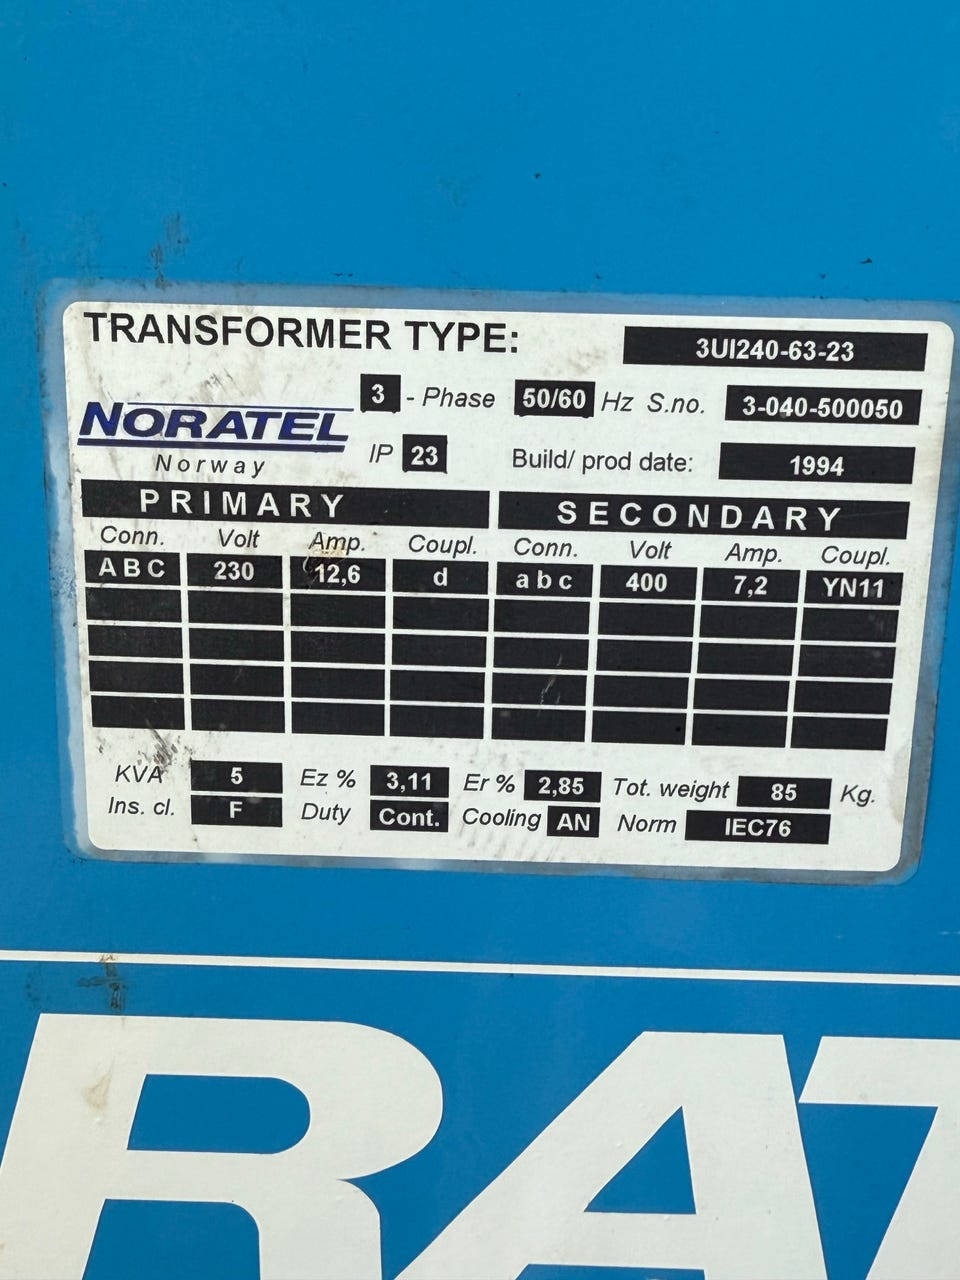 TRANSFORMER TYPE: 3UI240-63-23
3 - Phase 50/60 Hz S.no. 3-040-500050
NORATEL
Norway
IP 23 Build/ prod date: 1994
PRIMARY SECONDARY
Conn. Volt Amp. Coupl. Conn. Volt Amp. Coupl.
A B C 230 12,6 d a b c 400 7,2 YN11
KVA 5 Ez % 3,11 Er % 2,85 Tot. weight 85 Kg.
Ins. cl. F Duty Cont. Cooling AN Norm IEC76
RAT